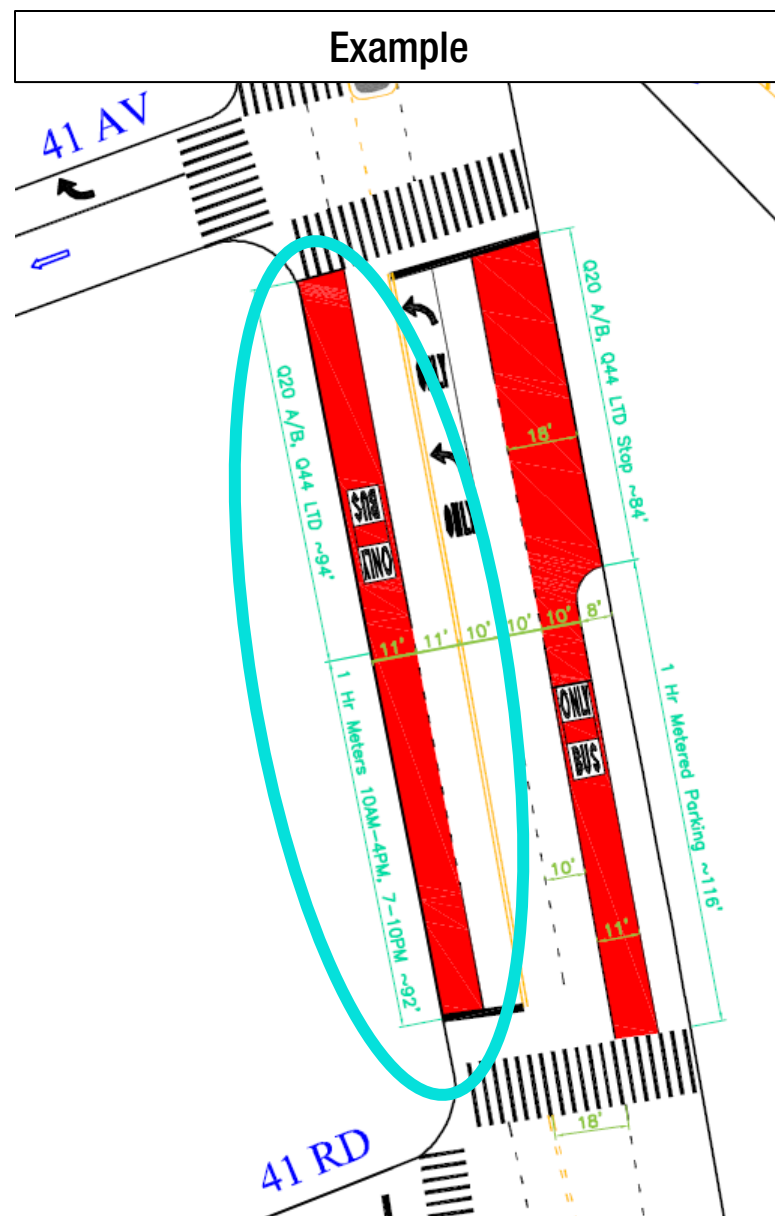 Example
41 AV
Q20 A/B, Q44 LTD ~94'
Q20 A/B, Q44 LTD Stop ~84'
ONLY
ONLY
18'
BUS
ONLY
11'
11'
10'
10'
10'
8'
ONLY
BUS
1 Hr Meters 10AM-4PM, 7-10PM ~92'
1 Hr Metered Parking ~116'
10'
11'
18'
41 RD